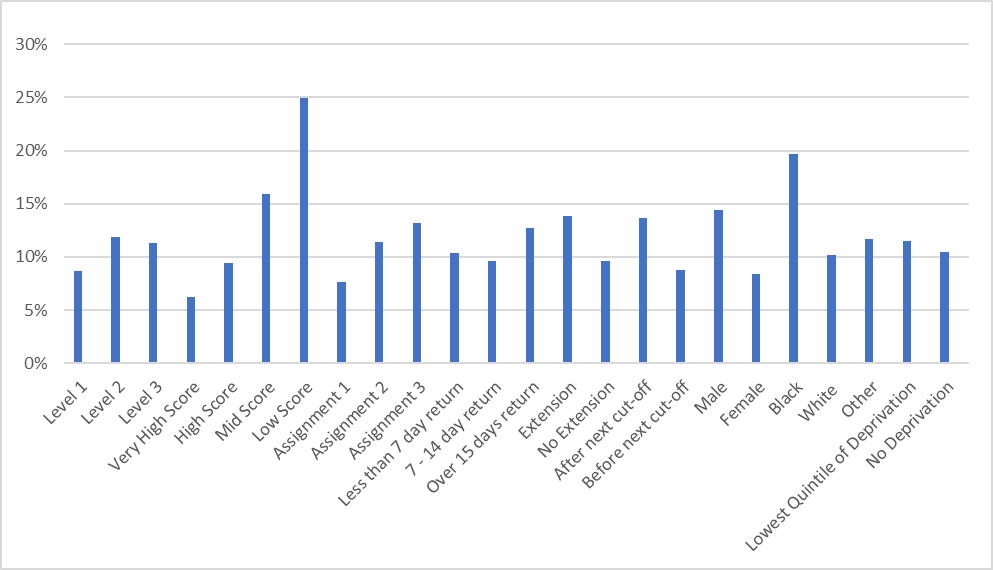 30%
25%
20%
15%
10%
5%
0%
Level 1
Level 2
Level 3
Very High Score
High Score
Mid Score
Low Score
Assignment 1
Assignment 2
Assignment 3
Less than 7 day return
7 - 14 day return
Over 15 days return
Extension
No Extension
After next cut-off
Before next cut-off
Male
Female
Black
White
Other
Lowest Quintile of Deprivation
No Deprivation